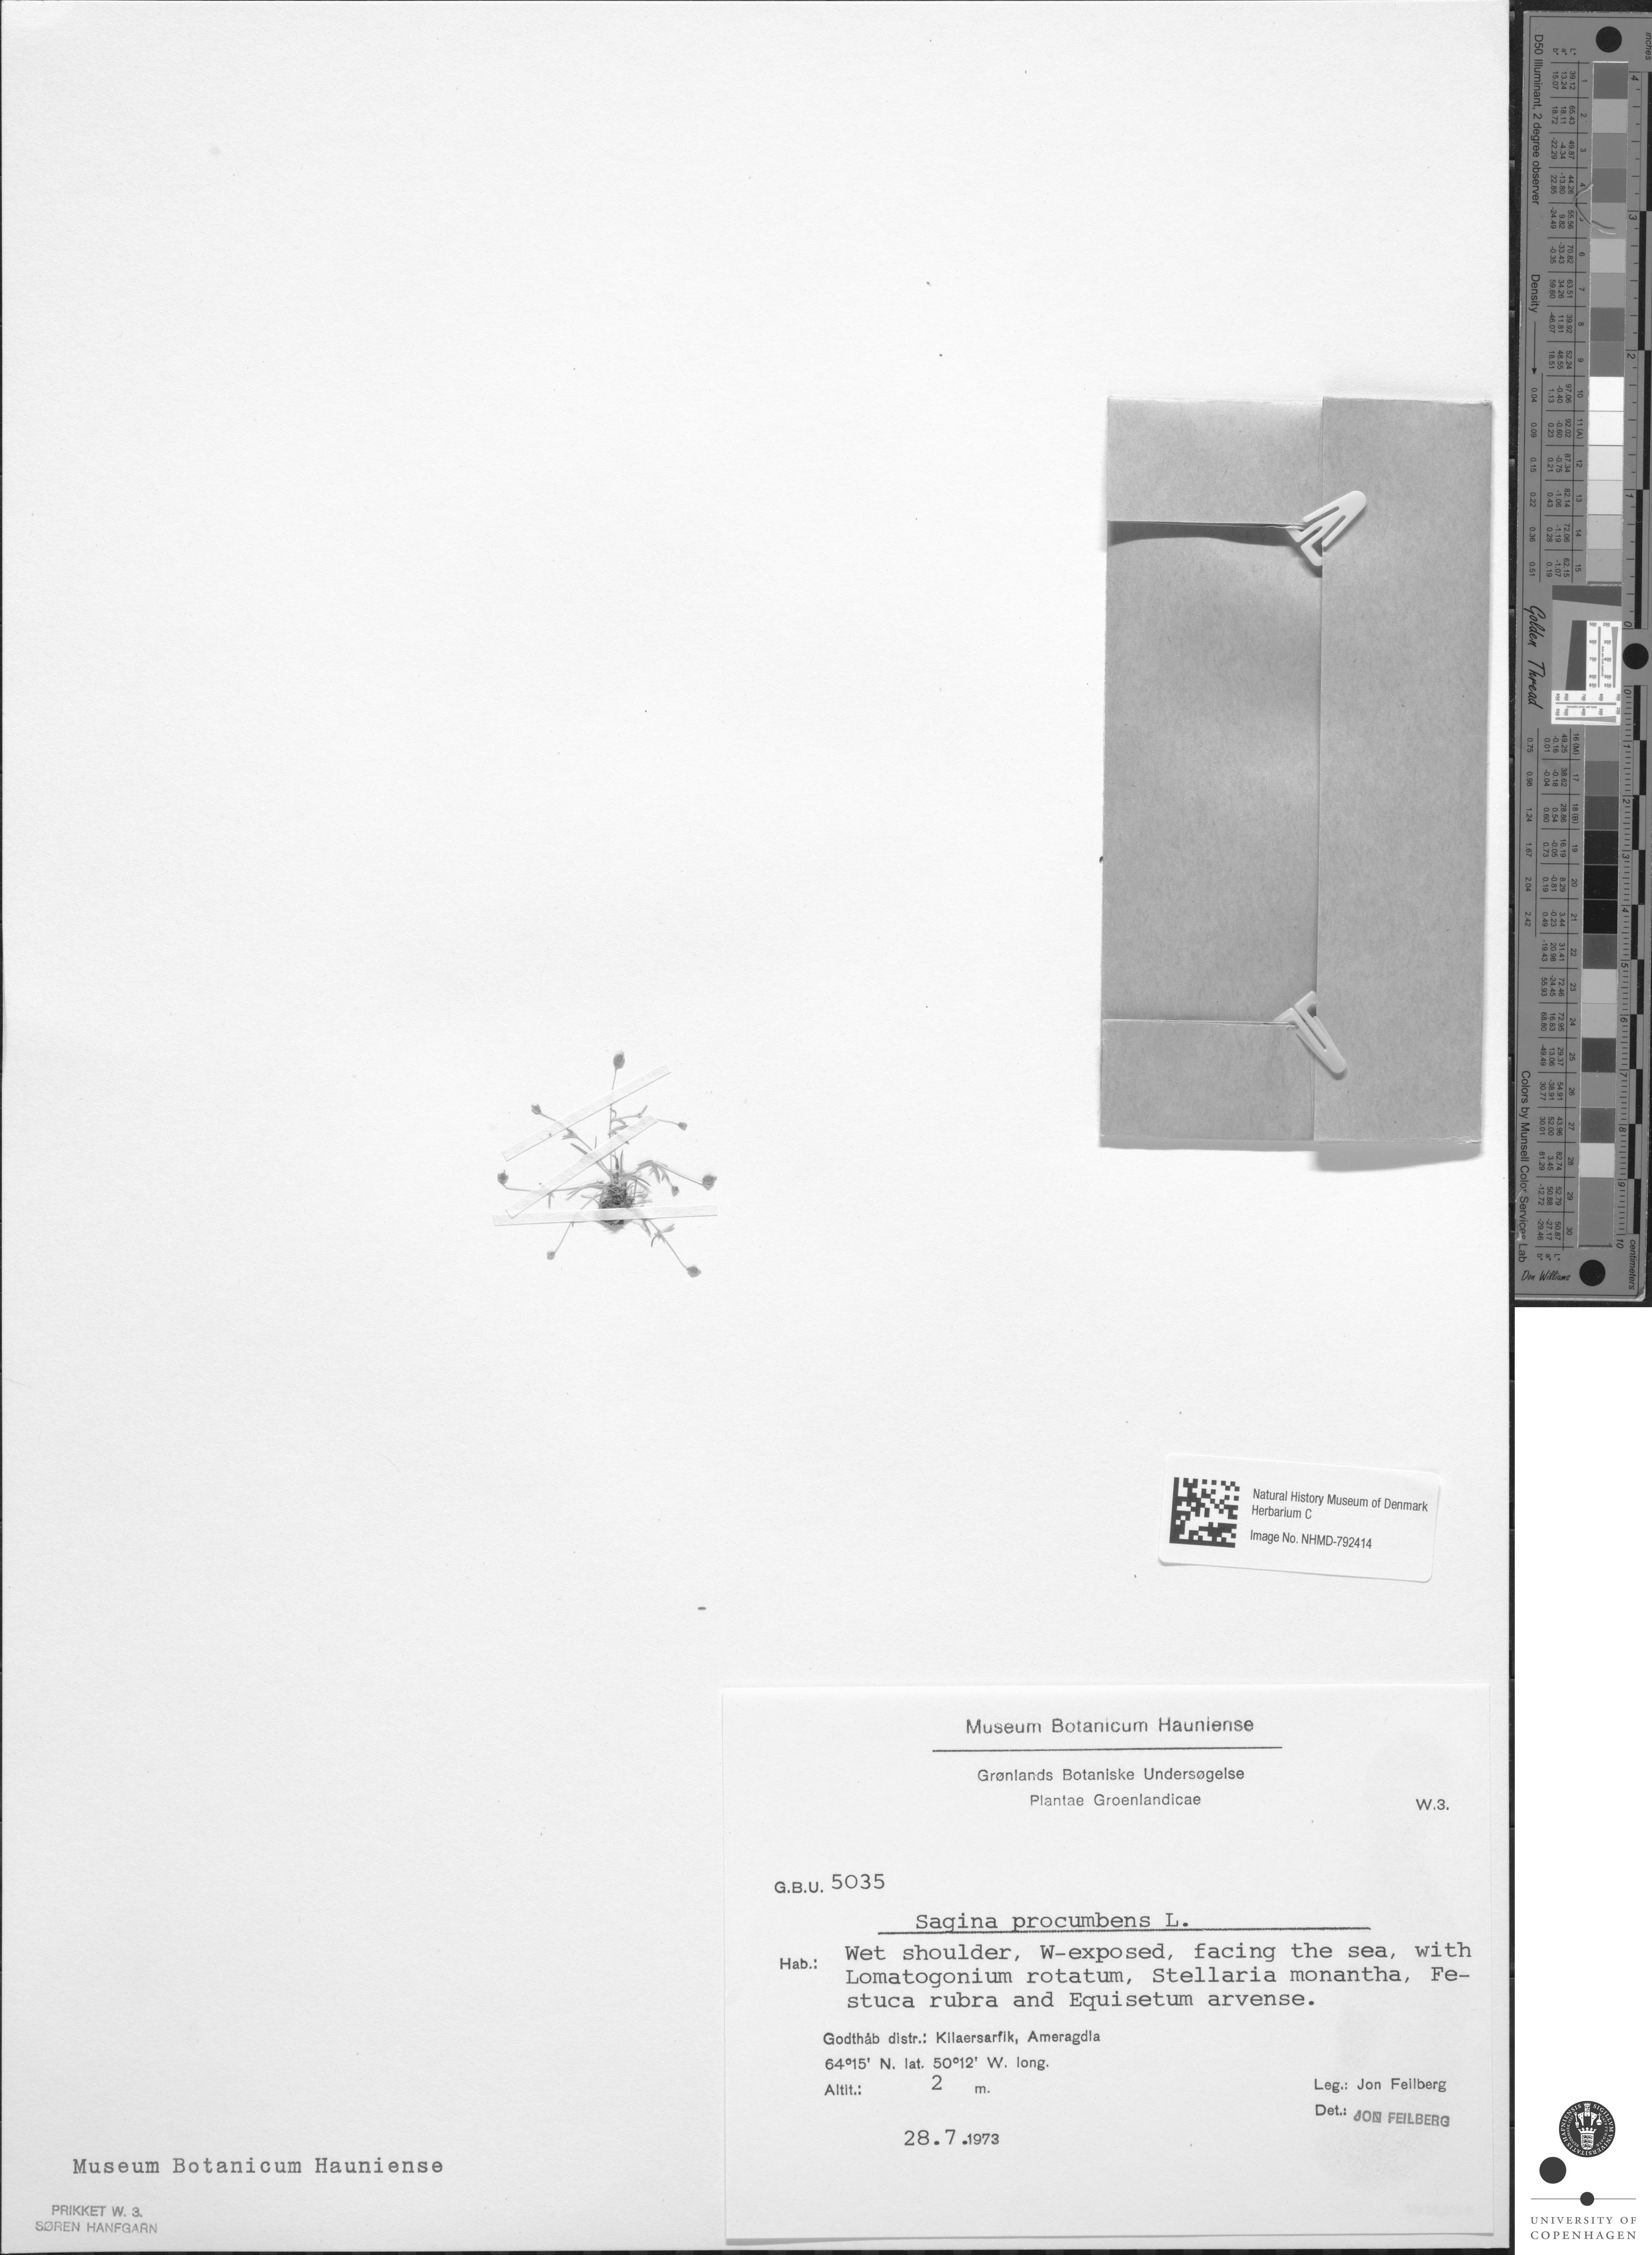 Natural History Museum of Denmark
Herbarium C
Image No. NHMD-792414
Museum Botanicum Hauniense
Grønlands Botaniske Undersøgelse
Plantae Groenlandicae
W.3.
G.B.U. 5035
Sagina procumbens L.
Hab.: Wet shoulder, W-exposed, facing the sea, with
Lomatogonium rotatum, Stellaria monantha, Fe-
stuca rubra and Equisetum arvense.
Godthåb distr.: Kilaersarfik, Ameragdla
64°15' N. lat. 50°12' W. long.
Altit.: 2 m.
Leg.: Jon Feilberg
Det.: JON FEILBERG
28.7.1973
Museum Botanicum Hauniense
PRIKKET W. 3.
SØREN HANFGARN
inches
D50 Illuminant, 2 degree observer
Density
Golden Thread
Colors by Munsell Color Services Lab
Don Williams
centimeters
UNIVERSITY OF
COPENHAGEN